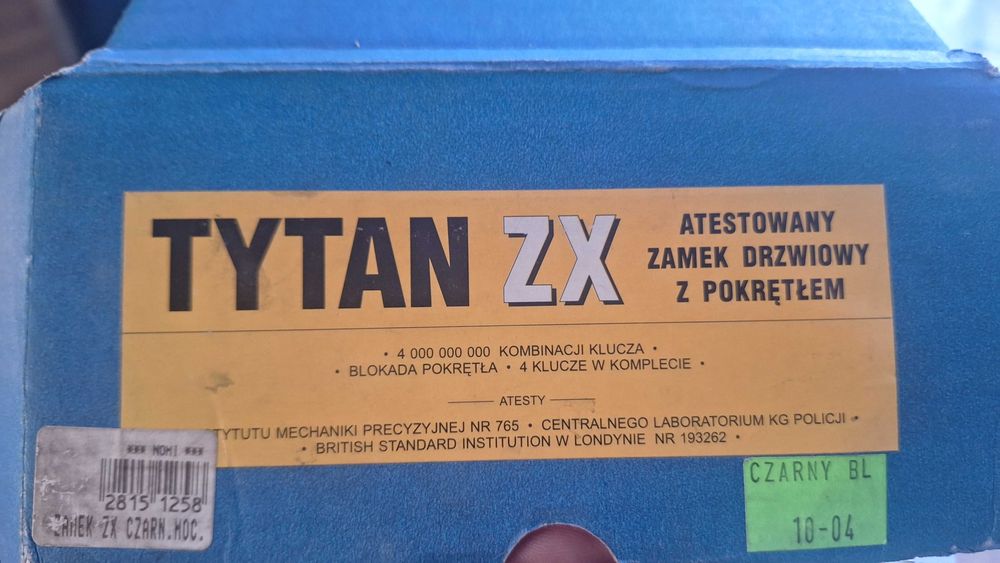 TYTAN ZX
ATESTOWANY
ZAMEK DRZWIOWY
Z POKRĘTŁEM
• 4 000 000 000 KOMBINACJI KLUCZA •
• BLOKADA POKRĘTŁA • 4 KLUCZE W KOMPLECIE •
ATESTY
TYTUTU MECHANIKI PRECYZYJNEJ NR 765 • CENTRALNEGO LABORATORIUM KG POLICJI •
• BRITISH STANDARD INSTITUTION W LONDYNIE NR 193262 •
*** NOMI ***
2815 1258
ZAMEK ZX CZARN.MOC.
CZARNY BL
10-04